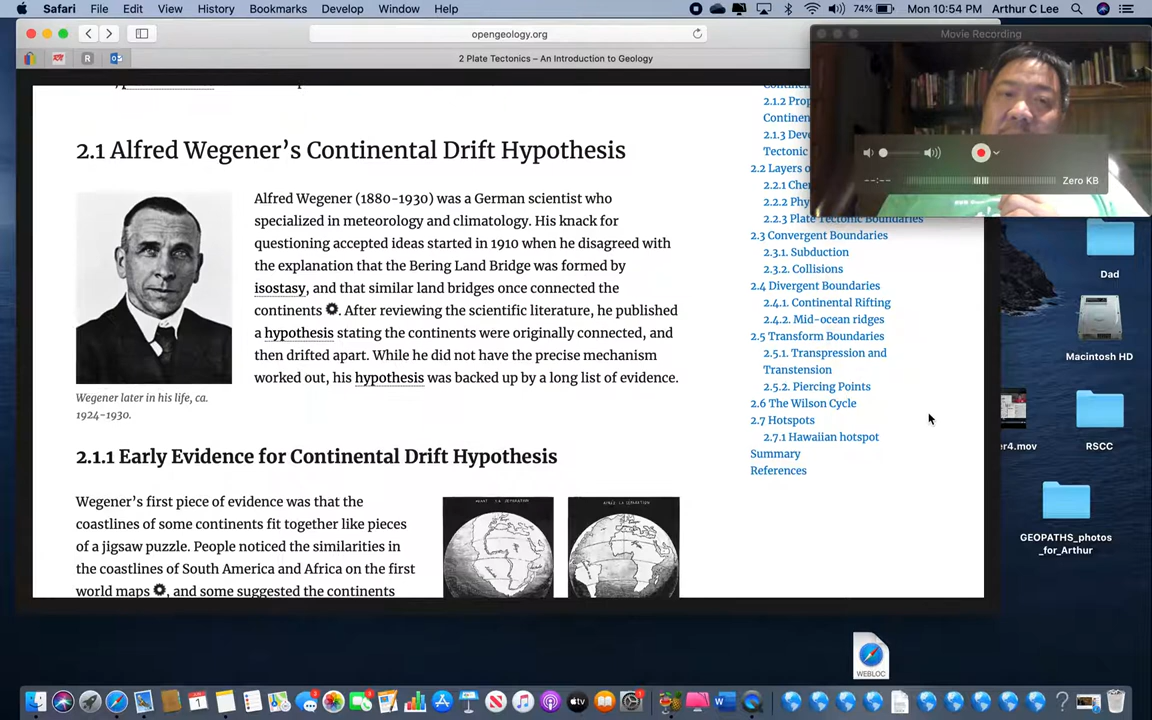 Safari File Edit View History Bookmarks Develop Window Help
74% Mon 10:54 PM Arthur C Lee
opengeology.org
2 Plate Tectonics – An Introduction to Geology
Movie Recording
--:--
Zero KB
2.1 Alfred Wegener’s Continental Drift Hypothesis
Alfred Wegener (1880-1930) was a German scientist who
specialized in meteorology and climatology. His knack for
questioning accepted ideas started in 1910 when he disagreed with
the explanation that the Bering Land Bridge was formed by
isostasy, and that similar land bridges once connected the
continents. After reviewing the scientific literature, he published
a hypothesis stating the continents were originally connected, and
then drifted apart. While he did not have the precise mechanism
worked out, his hypothesis was backed up by a long list of evidence.
Wegener later in his life, ca.
1924-1930.
2.1.1 Early Evidence for Continental Drift Hypothesis
Wegener’s first piece of evidence was that the
coastlines of some continents fit together like pieces
of a jigsaw puzzle. People noticed the similarities in
the coastlines of South America and Africa on the first
world maps, and some suggested the continents
2.1.2 Prop
Continen
2.1.3 Deve
Tectonic
2.2 Layers o
2.2.1 Che
2.2.2 Phy
2.2.3 Plate Tectonic Boundaries
2.3 Convergent Boundaries
2.3.1. Subduction
2.3.2. Collisions
2.4 Divergent Boundaries
2.4.1. Continental Rifting
2.4.2. Mid-ocean ridges
2.5 Transform Boundaries
2.5.1. Transpression and
Transtension
2.5.2. Piercing Points
2.6 The Wilson Cycle
2.7 Hotspots
2.7.1 Hawaiian hotspot
Summary
References
Dad
Macintosh HD
er4.mov
RSCC
GEOPATHS_photos
_for_Arthur
WEBLOC